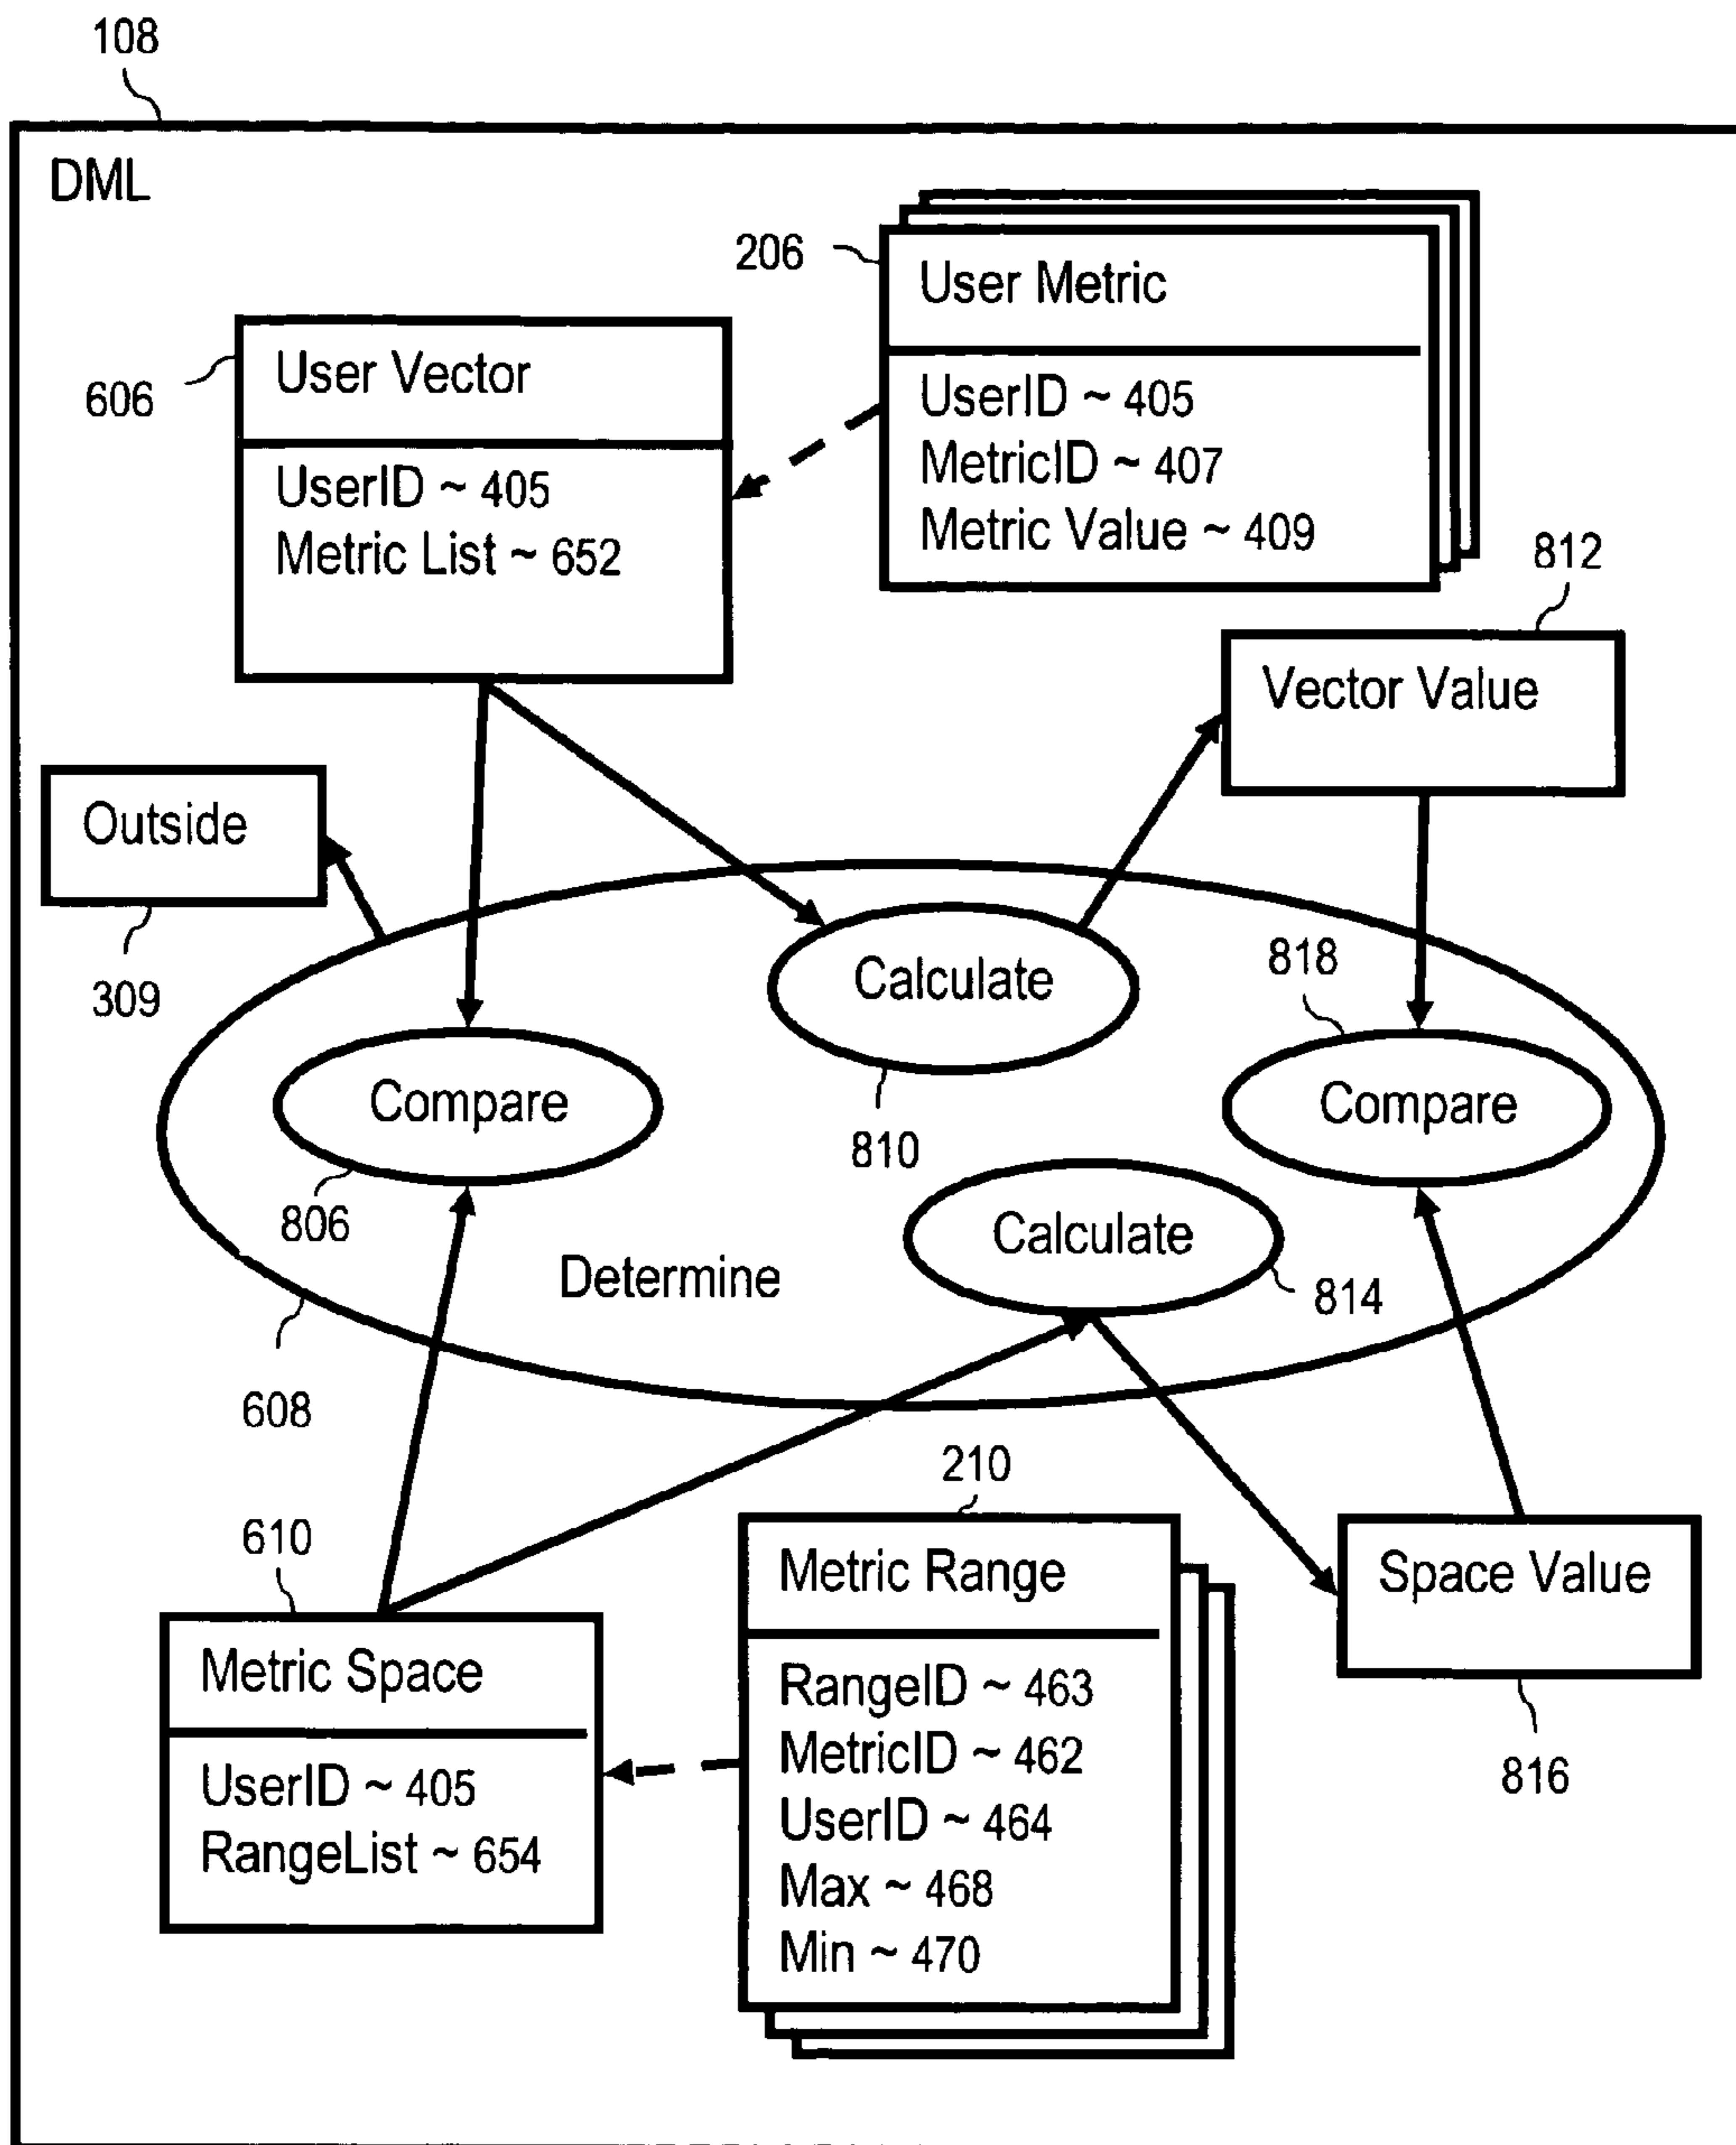 108
DML
206
User Metric
UserID ~ 405
MetricID ~ 407
Metric Value ~ 409
606
User Vector
UserID ~ 405
Metric List ~ 652
812
Vector Value
Outside
309
Calculate
810
818
Compare
Compare
806
Calculate
814
Determine
608
210
Metric Range
RangeID ~ 463
MetricID ~ 462
UserID ~ 464
Max ~ 468
Min ~ 470
610
Metric Space
UserID ~ 405
RangeList ~ 654
Space Value
816